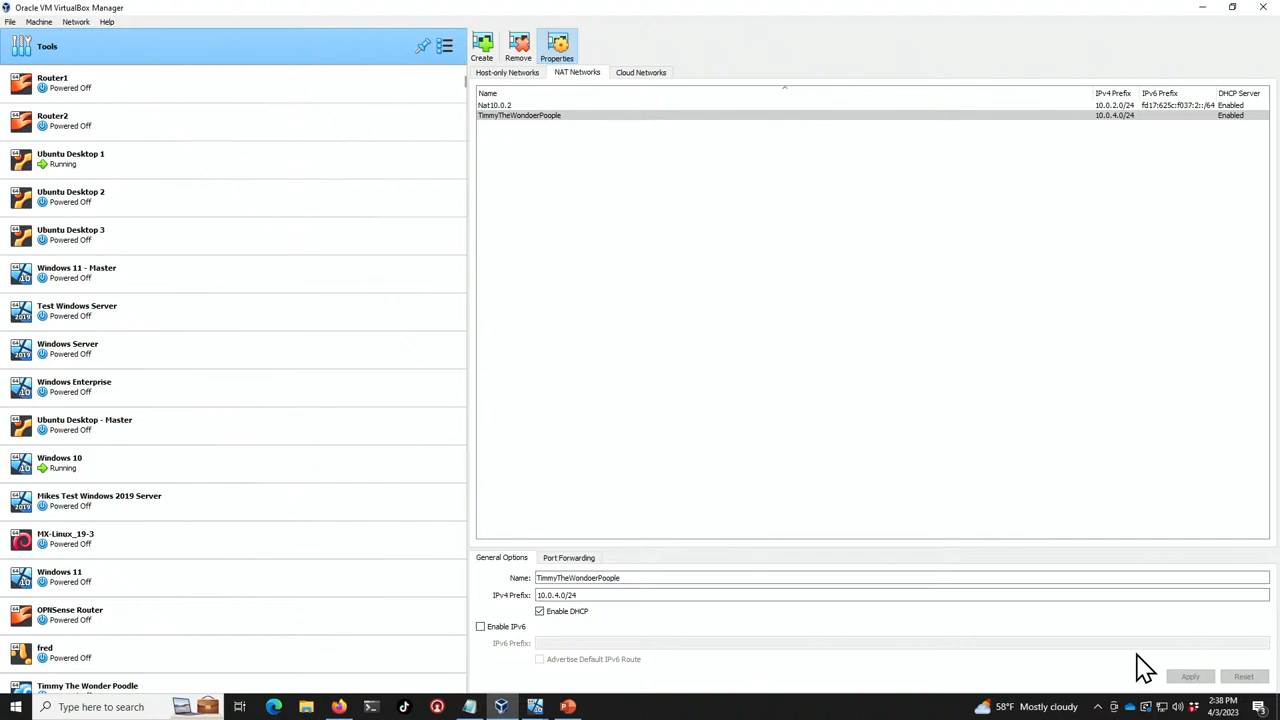 Oracle VM VirtualBox Manager
File Machine Network Help
Tools
Create Remove Properties
Host-only Networks NAT Networks Cloud Networks
Name IPv4 Prefix IPv6 Prefix DHCP Server
Nat10.0.2 10.0.2.0/24 fd17:625c:f037:2::/64 Enabled
TimmyTheWondoerPoople 10.0.4.0/24 Enabled
Router1
Powered Off
Router2
Powered Off
Ubuntu Desktop 1
Running
Ubuntu Desktop 2
Powered Off
Ubuntu Desktop 3
Powered Off
Windows 11 - Master
Powered Off
Test Windows Server
Powered Off
Windows Server
Powered Off
Windows Enterprise
Powered Off
Ubuntu Desktop - Master
Powered Off
Windows 10
Running
Mikes Test Windows 2019 Server
Powered Off
MX-Linux_19-3
Powered Off
Windows 11
Powered Off
OPNSense Router
Powered Off
fred
Powered Off
Timmy The Wonder Poodle
General Options Port Forwarding
Name: TimmyTheWondoerPoople
IPv4 Prefix: 10.0.4.0/24
Enable DHCP
Enable IPv6
IPv6 Prefix:
Advertise Default IPv6 Route
Apply Reset
Type here to search
58°F Mostly cloudy
2:38 PM
4/3/2023